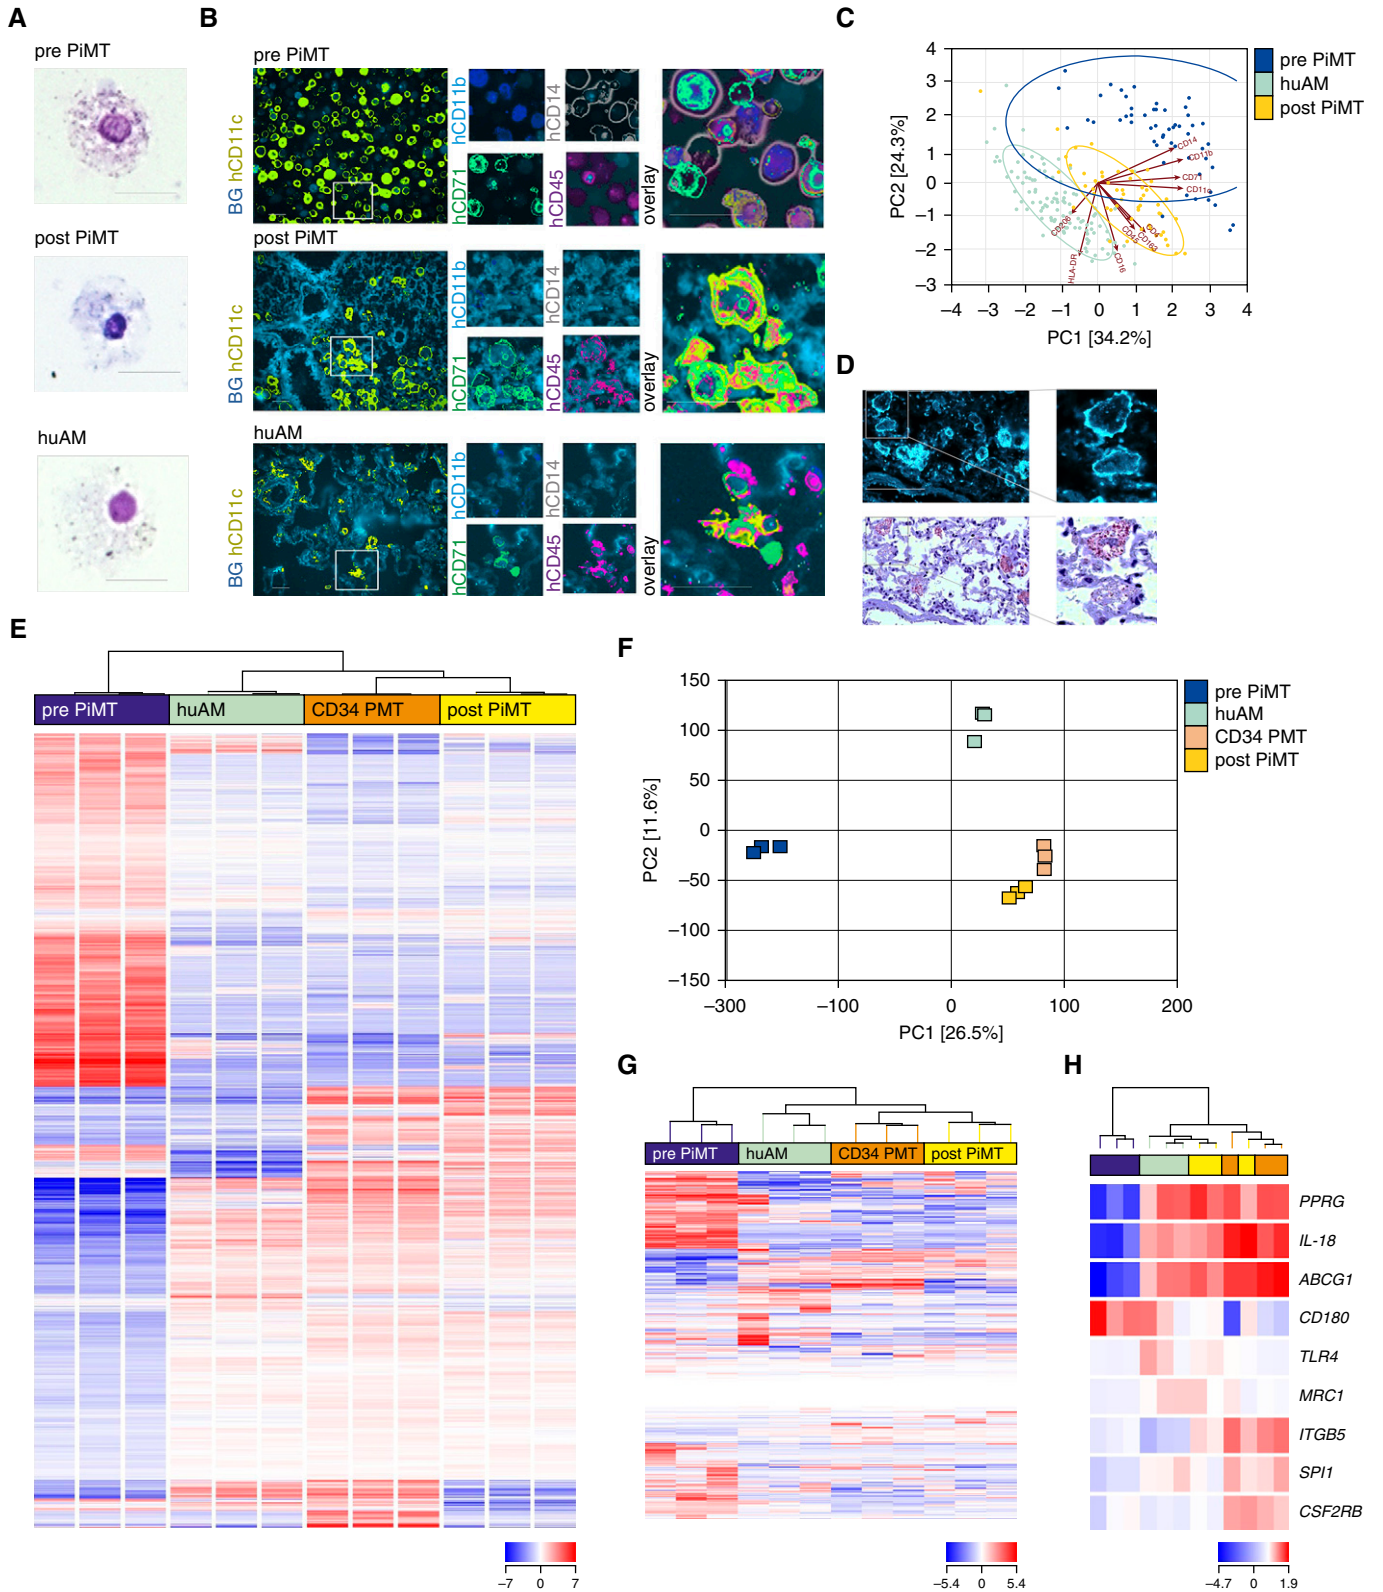 A
pre PiMT
post PiMT
huAM
B
pre PiMT
BG hCD11c
hCD11b
hCD14
hCD71
hCD45
overlay
post PiMT
BG hCD11c
hCD11b
hCD14
hCD71
hCD45
overlay
huAM
BG hCD11c
hCD11b
hCD14
hCD71
hCD45
overlay
C
4
3
2
1
0
−1
−2
−3
PC2 [24.3%]
−4 −3 −2 −1 0 1 2 3 4
PC1 [34.2%]
CD14
CD11b
CD71
CD11c
CD206
HLA-DR
CD16
CD45
CD163
CD4
pre PiMT
huAM
post PiMT
D
E
pre PiMT huAM CD34 PMT post PiMT
−7 0 7
F
150
100
50
0
−50
−100
−150
PC2 [11.6%]
−300 −100 0 100 200
PC1 [26.5%]
pre PiMT
huAM
CD34 PMT
post PiMT
G
pre PiMT huAM CD34 PMT post PiMT
−5.4 0 5.4
H
PPRG
IL-18
ABCG1
CD180
TLR4
MRC1
ITGB5
SPI1
CSF2RB
−4.7 0 1.9